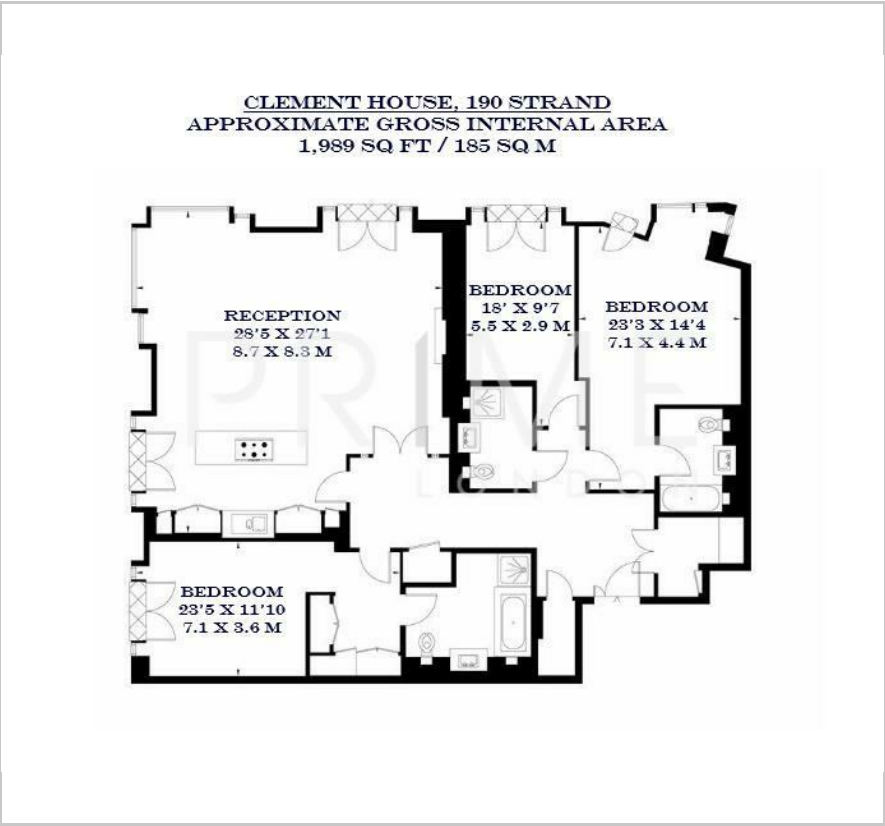 CLEMENT HOUSE, 190 STRAND
APPROXIMATE GROSS INTERNAL AREA
1,989 SQ FT / 185 SQ M
BEDROOM
18' X 9'7
5.5 X 2.9 M
BEDROOM
23'3 X 14'4
7.1 X 4.4 M
RECEPTION
28'5 X 27'1
8.7 X 8.3 M
PRIME
LONDON
BEDROOM
23'5 X 11'10
7.1 X 3.6 M